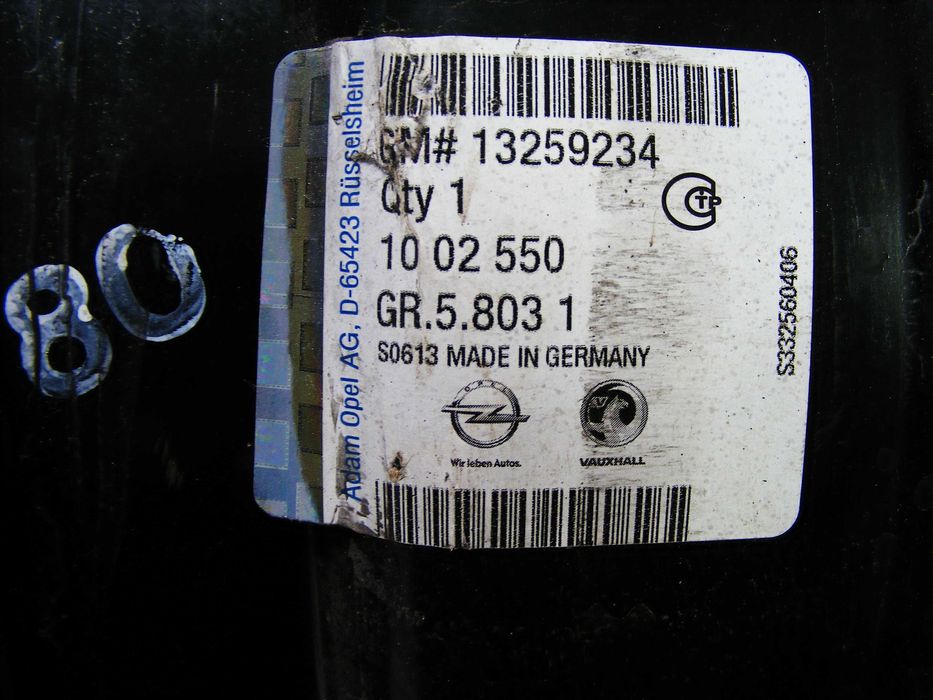 GM# 13259234
Qty 1
10 02 550
GR.5.803 1
S0613 MADE IN GERMANY
OPEL
Wir leben Autos.
VAUXHALL
Adam Opel AG, D-65423 Rüsselsheim
S332560406
80